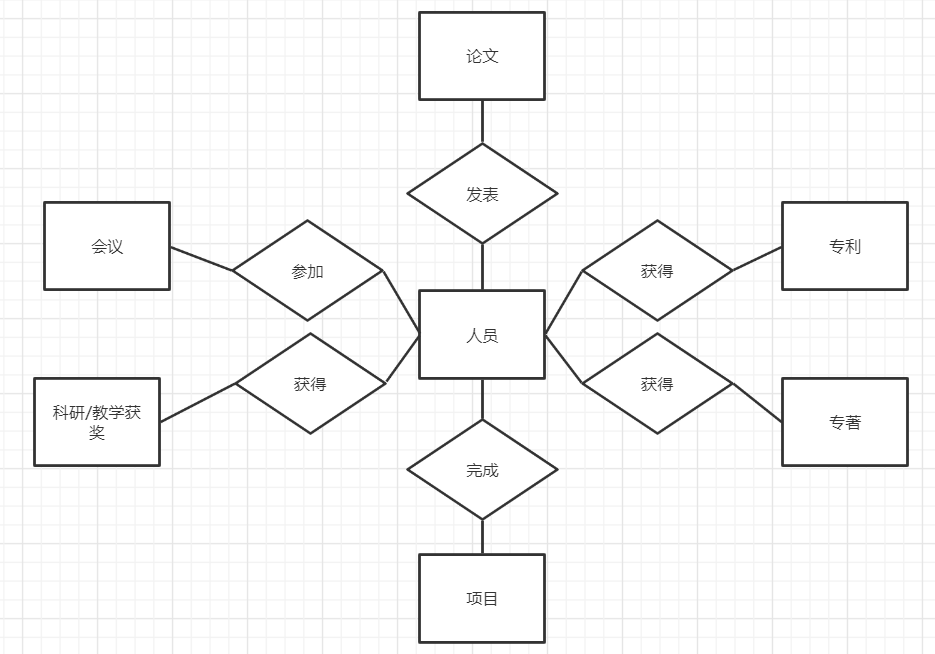 论文
发表
会议
参加
获得
专利
人员
科研/教学获
奖
获得
获得
专著
完成
项目